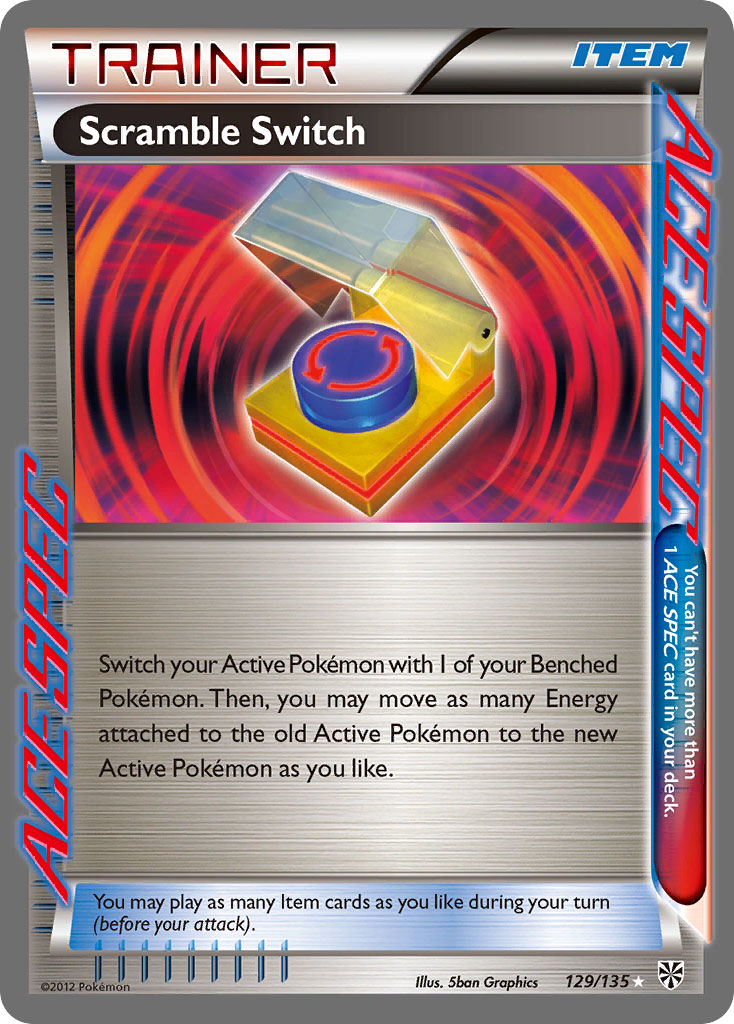 TRAINER
ITEM
Scramble Switch
ACE SPEC
You can't have more than
1 ACE SPEC card in your deck.
ACE SPEC
Switch your Active Pokémon with 1 of your Benched
Pokémon. Then, you may move as many Energy
attached to the old Active Pokémon to the new
Active Pokémon as you like.
You may play as many Item cards as you like during your turn
(before your attack).
©2012 Pokémon
Illus. 5ban Graphics
129/135